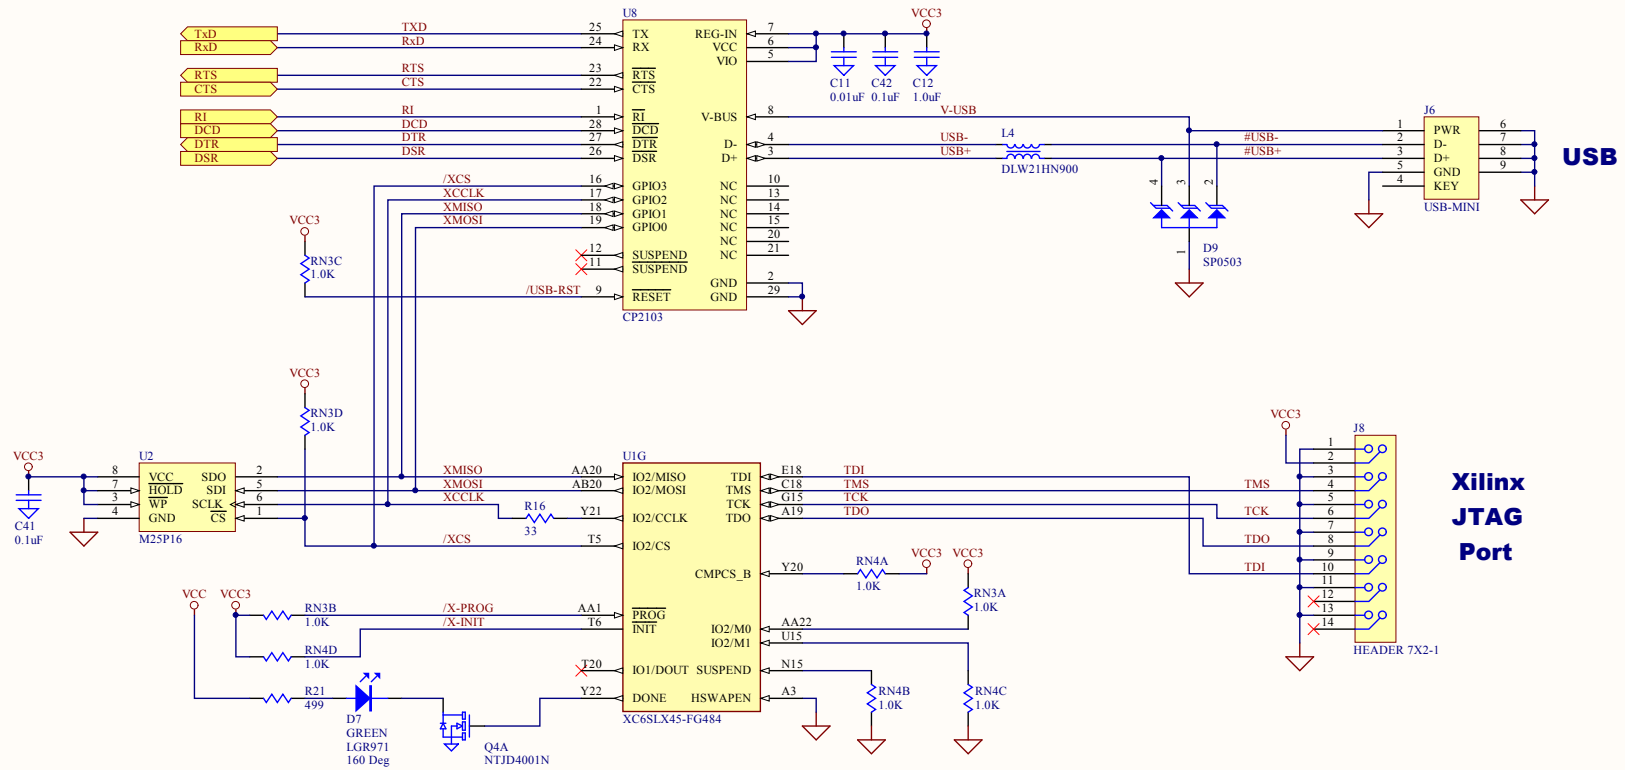 U8
VCC3
TxD TXD 25 TX REG-IN 7
RxD RxD 24 RX VCC 6
VIO 5
RTS RTS 23 RTS
CTS CTS 22 CTS
C11 C42 C12
0.01uF 0.1uF 1.0uF
RI RI 1 RI V-BUS 8 V-USB
DCD DCD 28 DCD
DTR DTR 27 DTR D- 4 USB- L4 #USB-
DSR DSR 26 DSR D+ 3 USB+ #USB+
DLW21HN900
J6
1 PWR 6
2 D- 7
3 D+ 8
5 GND 9
4 KEY
USB-MINI
USB
/XCS 16 GPIO3 NC 10
XCCLK 17 GPIO2 NC 13
XMISO 18 GPIO1 NC 14
XMOSI 19 GPIO0 NC 15
NC 20
12 SUSPEND NC 21
11 SUSPEND
GND 2
/USB-RST 9 RESET GND 29
CP2103
VCC3
RN3C
1.0K
4 3 2
1
D9
SP0503
VCC3
RN3D
1.0K
VCC3
U2
8 VCC SDO 2
7 HOLD SDI 5
3 WP SCLK 6
4 GND CS 1
M25P16
C41
0.1uF
U1G
XMISO AA20 IO2/MISO TDI E18 TDI
XMOSI AB20 IO2/MOSI TMS C18 TMS
XCCLK TCK G15 TCK
R16
33
Y21 IO2/CCLK TDO A19 TDO
/XCS T5 IO2/CS
CMPCS_B Y20 RN4A VCC3 VCC3
1.0K
RN3A
1.0K
VCC VCC3
RN3B /X-PROG AA1 PROG
1.0K /X-INIT T6 INIT IO2/M0 AA22
IO2/M1 U15
RN4D
1.0K
T20 IO1/DOUT SUSPEND N15
R21
499
Y22 DONE HSWAPEN A3
RN4B RN4C
1.0K 1.0K
XC6SLX45-FG484
D7
GREEN
LGR971
160 Deg
Q4A
NTJD4001N
VCC3
J8
1
2
3
TMS 4
5
TCK 6
7
TDO 8
9
TDI 10
11
12
13
14
HEADER 7X2-1
Xilinx
JTAG
Port